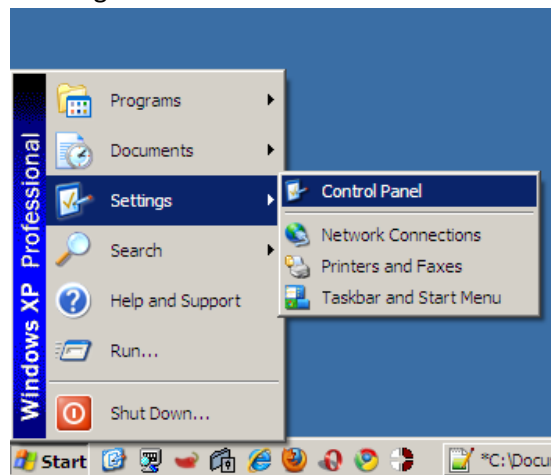 Windows XP Professional
Programs
Documents
Settings
Search
Help and Support
Run...
Shut Down...
Control Panel
Network Connections
Printers and Faxes
Taskbar and Start Menu
Start
*C:\Docu